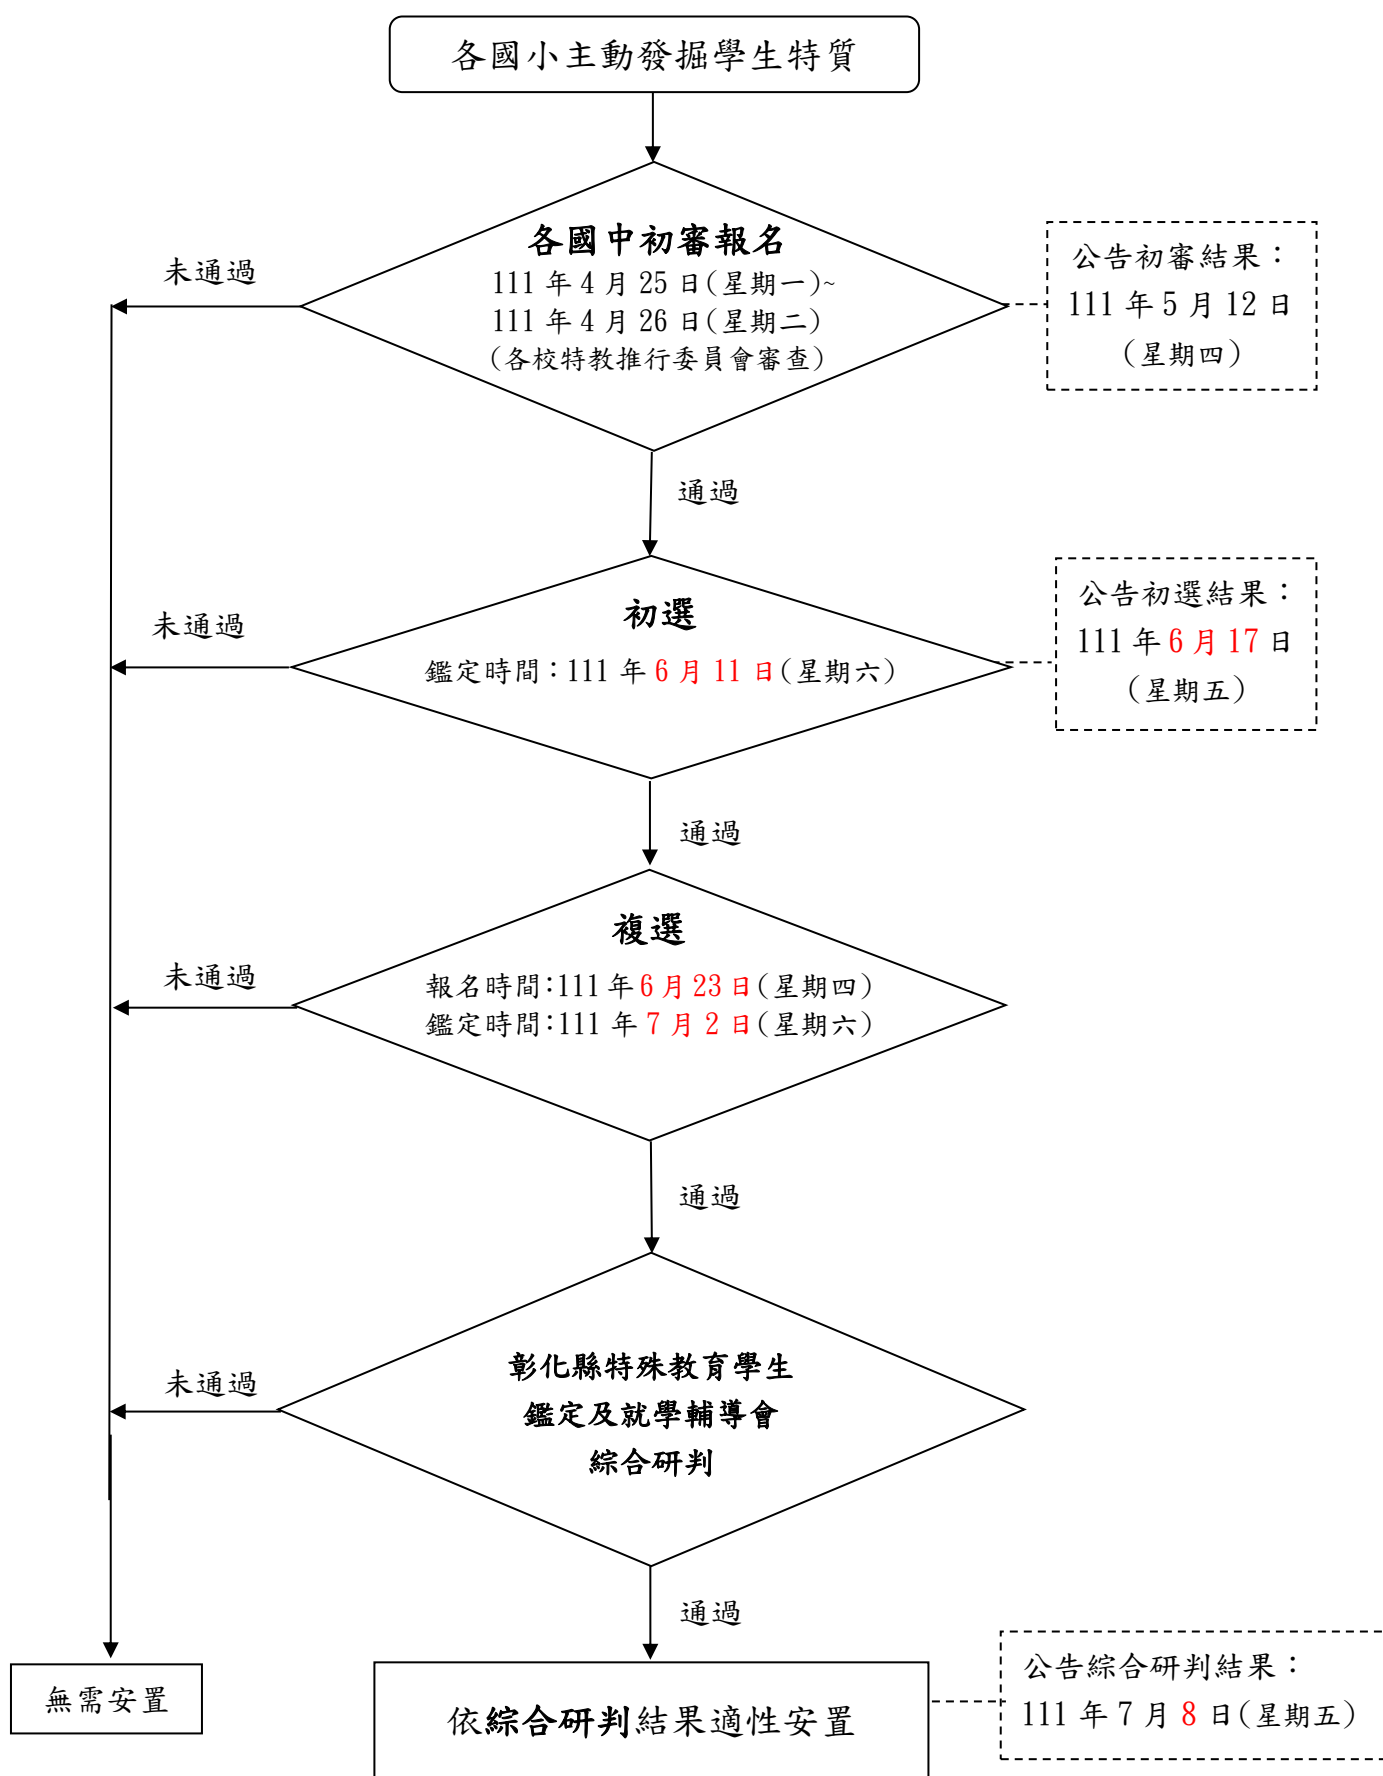 各國小主動發掘學生特質
各國中初審報名
111 年 4 月 25 日(星期一)~
111 年 4 月 26 日(星期二)
(各校特教推行委員會審查)
未通過
公告初審結果：
111 年 5 月 12 日
(星期四)
通過
初選
鑑定時間：111 年 6 月 11 日(星期六)
未通過
公告初選結果：
111 年 6 月 17 日
(星期五)
通過
複選
報名時間:111 年 6 月 23 日(星期四)
鑑定時間:111 年 7 月 2 日(星期六)
未通過
通過
彰化縣特殊教育學生
鑑定及就學輔導會
綜合研判
未通過
通過
無需安置
依綜合研判結果適性安置
公告綜合研判結果：
111 年 7 月 8 日(星期五)